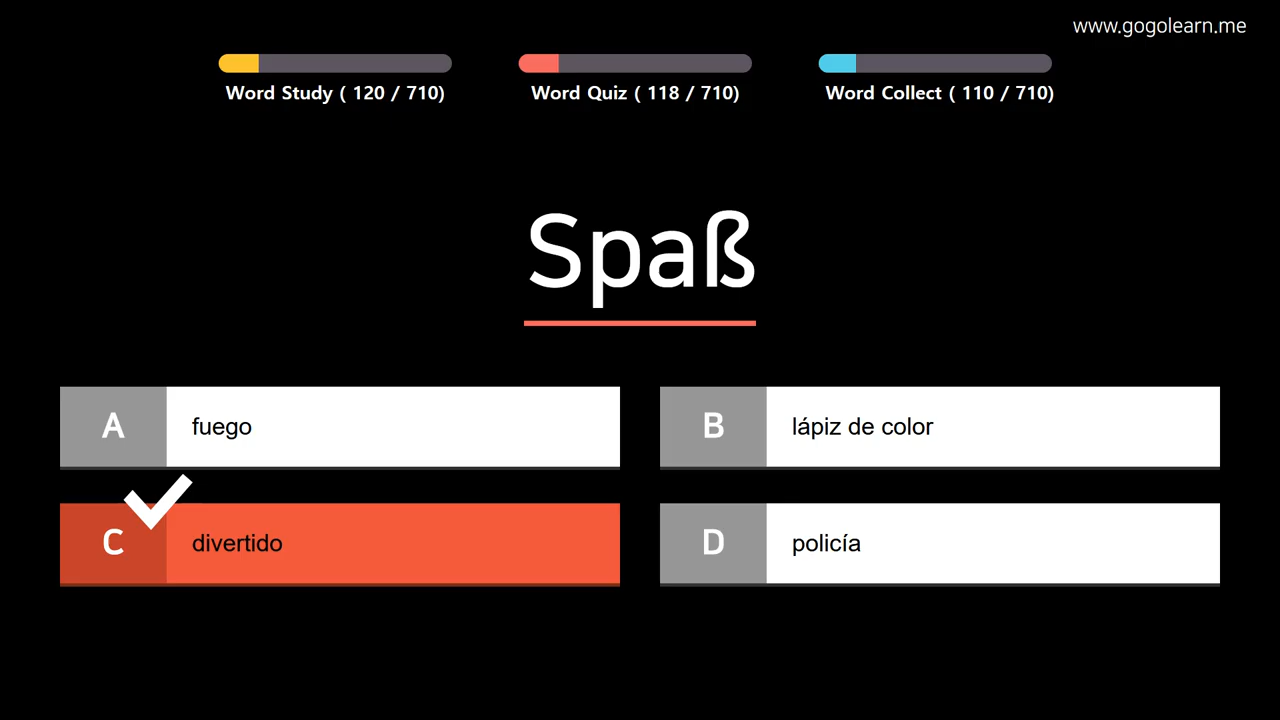 www.gogolearn.me
Word Study ( 120 / 710)
Word Quiz ( 118 / 710)
Word Collect ( 110 / 710)
Spaß
A fuego
B lápiz de color
C divertido
D policía